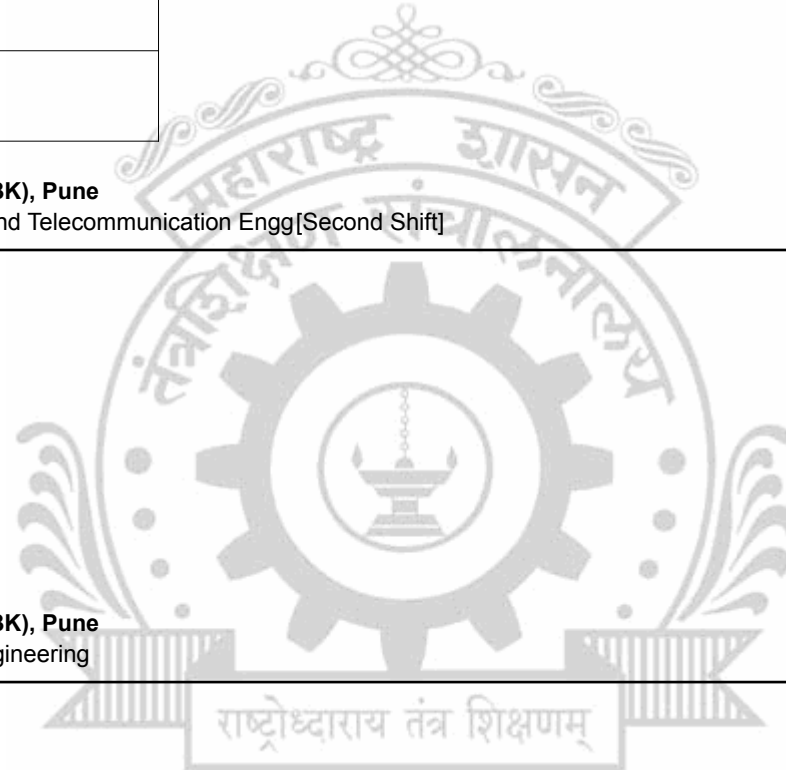 महाराष्ट्र शासन
BK), Pune
nd Telecommunication Engg[Second Shift]
तंत्रशिक्षण संचालनालय
BK), Pune
gineering
राष्ट्रोध्दाराय तंत्र शिक्षणम्